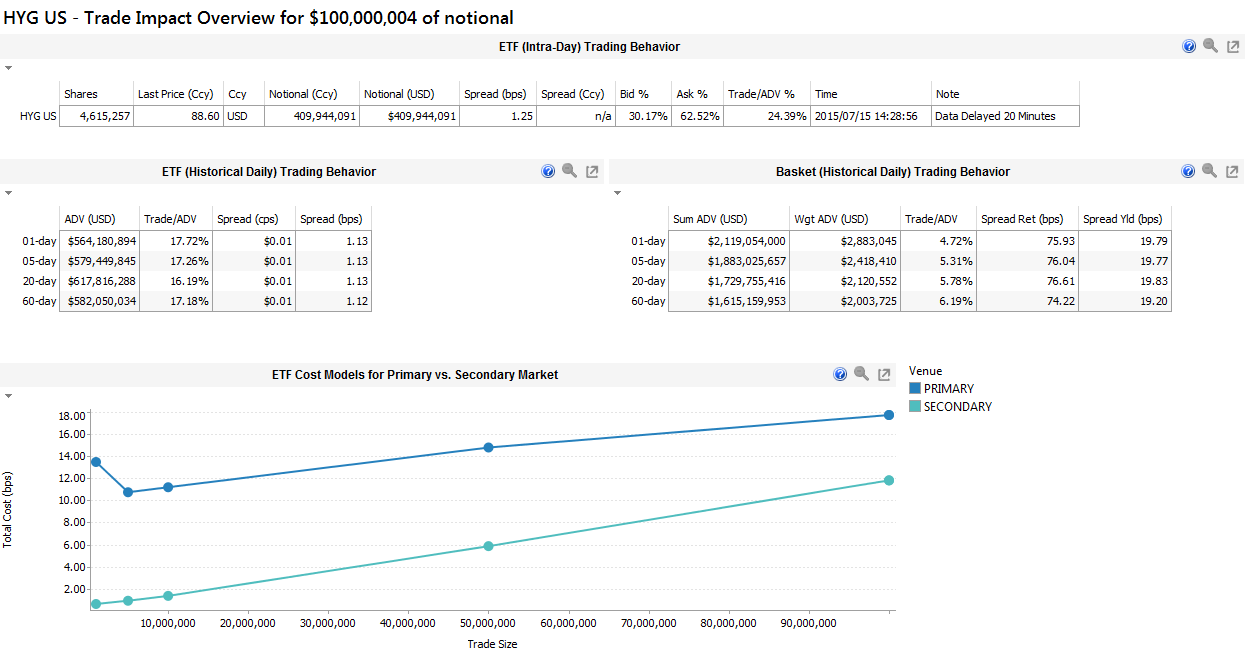 HYG US - Trade Impact Overview for $100,000,004 of notional
ETF (Intra-Day) Trading Behavior
Shares Last Price (Ccy) Ccy Notional (Ccy) Notional (USD) Spread (bps) Spread (Ccy) Bid % Ask % Trade/ADV % Time Note
HYG US 4,615,257 88.60 USD 409,944,091 $409,944,091 1.25 n/a 30.17% 62.52% 24.39% 2015/07/15 14:28:56 Data Delayed 20 Minutes
ETF (Historical Daily) Trading Behavior
ADV (USD) Trade/ADV Spread (cps) Spread (bps)
01-day $564,180,894 17.72% $0.01 1.13
05-day $579,449,845 17.26% $0.01 1.13
20-day $617,816,288 16.19% $0.01 1.13
60-day $582,050,034 17.18% $0.01 1.12
Basket (Historical Daily) Trading Behavior
Sum ADV (USD) Wgt ADV (USD) Trade/ADV Spread Ret (bps) Spread Yld (bps)
01-day $2,119,054,000 $2,883,045 4.72% 75.93 19.79
05-day $1,883,025,657 $2,418,410 5.31% 76.04 19.77
20-day $1,729,755,416 $2,120,552 5.78% 76.61 19.83
60-day $1,615,159,953 $2,003,725 6.19% 74.22 19.20
ETF Cost Models for Primary vs. Secondary Market
Venue
PRIMARY
SECONDARY
Total Cost (bps)
18.00
16.00
14.00
12.00
10.00
8.00
6.00
4.00
2.00
10,000,000 20,000,000 30,000,000 40,000,000 50,000,000 60,000,000 70,000,000 80,000,000 90,000,000
Trade Size